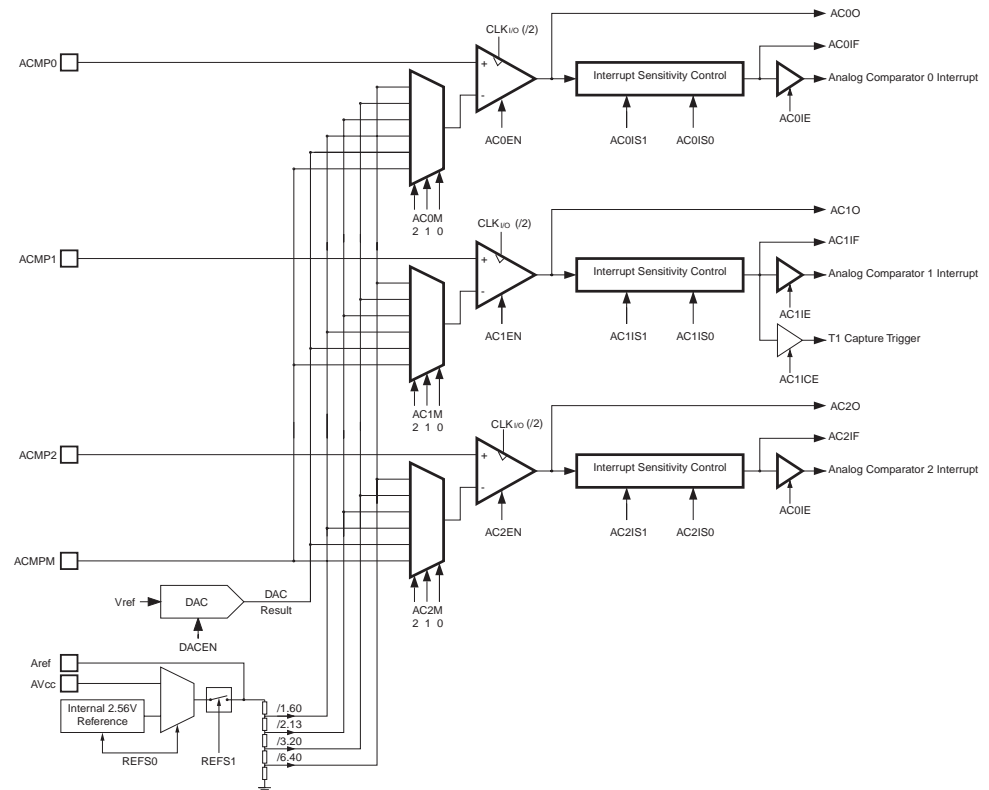 AC0O
CLKI/O (/2)
AC0IF
ACMP0
+
Interrupt Sensitivity Control
Analog Comparator 0 Interrupt
-
AC0IE
AC0EN
AC0IS1
AC0IS0
AC0M
2 1 0
AC1O
CLKI/O (/2)
AC1IF
ACMP1
+
Interrupt Sensitivity Control
Analog Comparator 1 Interrupt
-
AC1IE
AC1EN
AC1IS1
AC1IS0
T1 Capture Trigger
AC1ICE
AC1M
2 1 0
AC2O
CLKI/O (/2)
AC2IF
ACMP2
+
Interrupt Sensitivity Control
Analog Comparator 2 Interrupt
-
AC0IE
AC2EN
AC2IS1
AC2IS0
ACMPM
DAC
Vref
DAC
Result
AC2M
2 1 0
DACEN
Aref
AVcc
Internal 2.56V
Reference
/1.60
/2.13
/3.20
/6.40
REFS0
REFS1